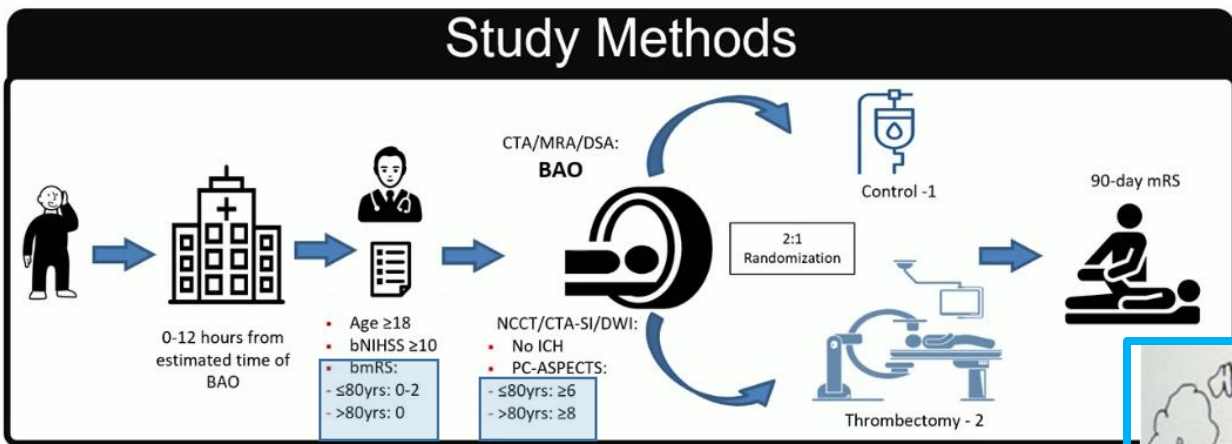 Study Methods
0-12 hours from
estimated time of
BAO
Age ≥18
bNIHSS ≥10
bmRS:
- ≤80yrs: 0-2
- >80yrs: 0
CTA/MRA/DSA:
BAO
NCCT/CTA-SI/DWI:
No ICH
PC-ASPECTS:
- ≤80yrs: ≥6
- >80yrs: ≥8
2:1
Randomization
Control -1
Thrombectomy - 2
90-day mRS